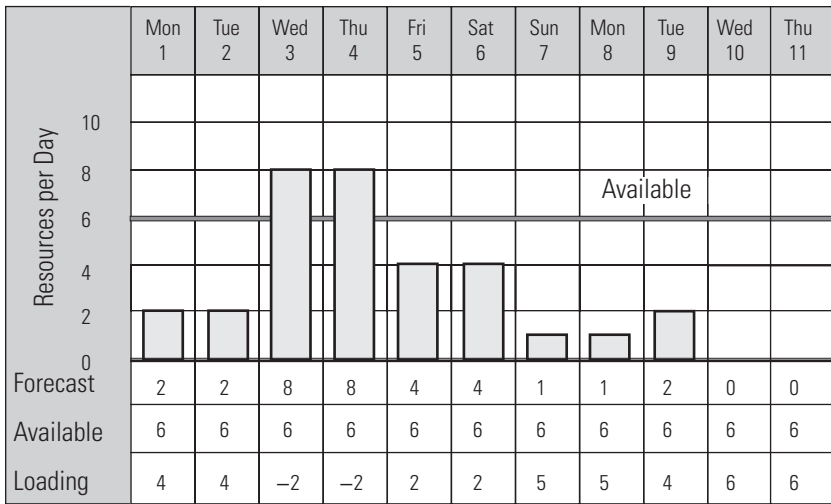 Mon Tue Wed Thu Fri Sat Sun Mon Tue Wed Thu
1 2 3 4 5 6 7 8 9 10 11
Resources per Day
10
8
Available
6
4
2
0
Forecast 2 2 8 8 4 4 1 1 2 0 0
Available 6 6 6 6 6 6 6 6 6 6 6
Loading 4 4 –2 –2 2 2 5 5 4 6 6